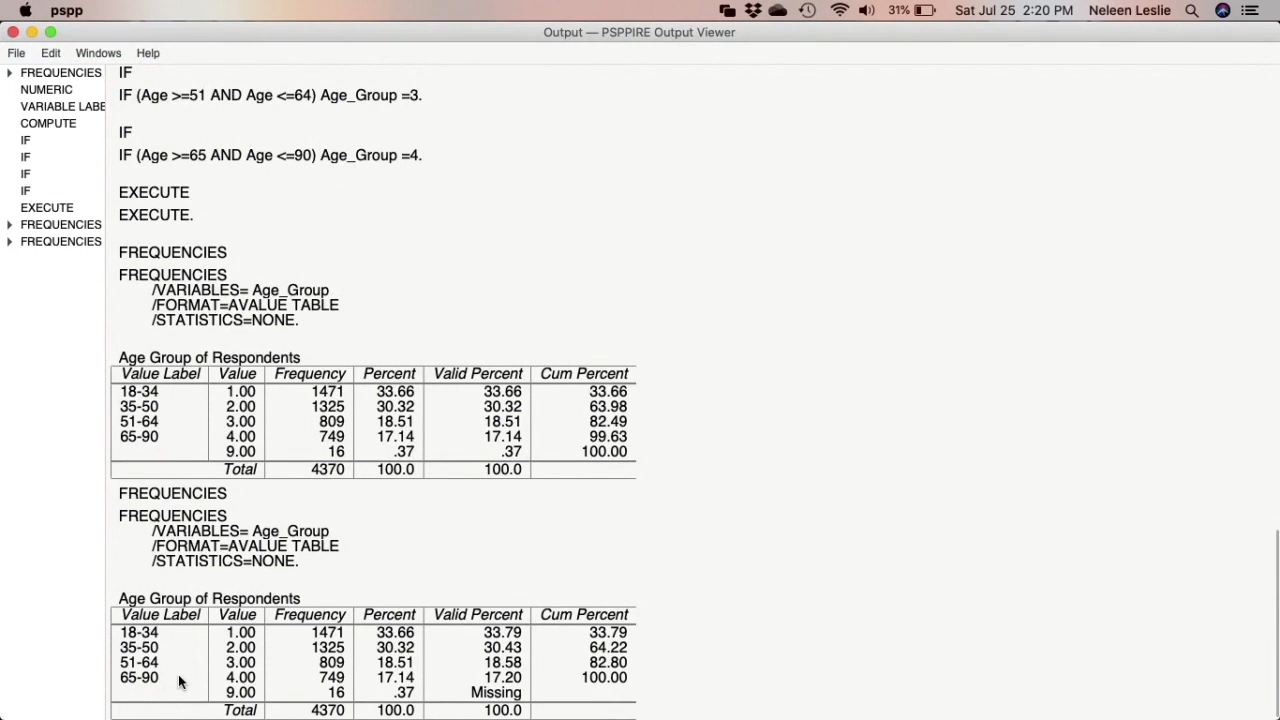 pspp 31% Sat Jul 25 2:20 PM Neleen Leslie
Output — PSPPIRE Output Viewer
File Edit Windows Help
FREQUENCIES
NUMERIC
VARIABLE LABE
COMPUTE
IF
IF
IF
IF
EXECUTE
FREQUENCIES
FREQUENCIES
IF
IF (Age >=51 AND Age <=64) Age_Group =3.
IF
IF (Age >=65 AND Age <=90) Age_Group =4.
EXECUTE
EXECUTE.
FREQUENCIES
FREQUENCIES
/VARIABLES= Age_Group
/FORMAT=AVALUE TABLE
/STATISTICS=NONE.
Age Group of Respondents
Value Label Value Frequency Percent Valid Percent Cum Percent
18-34 1.00 1471 33.66 33.66 33.66
35-50 2.00 1325 30.32 30.32 63.98
51-64 3.00 809 18.51 18.51 82.49
65-90 4.00 749 17.14 17.14 99.63
9.00 16 .37 .37 100.00
Total 4370 100.0 100.0
FREQUENCIES
FREQUENCIES
/VARIABLES= Age_Group
/FORMAT=AVALUE TABLE
/STATISTICS=NONE.
Age Group of Respondents
Value Label Value Frequency Percent Valid Percent Cum Percent
18-34 1.00 1471 33.66 33.79 33.79
35-50 2.00 1325 30.32 30.43 64.22
51-64 3.00 809 18.51 18.58 82.80
65-90 4.00 749 17.14 17.20 100.00
9.00 16 .37 Missing
Total 4370 100.0 100.0